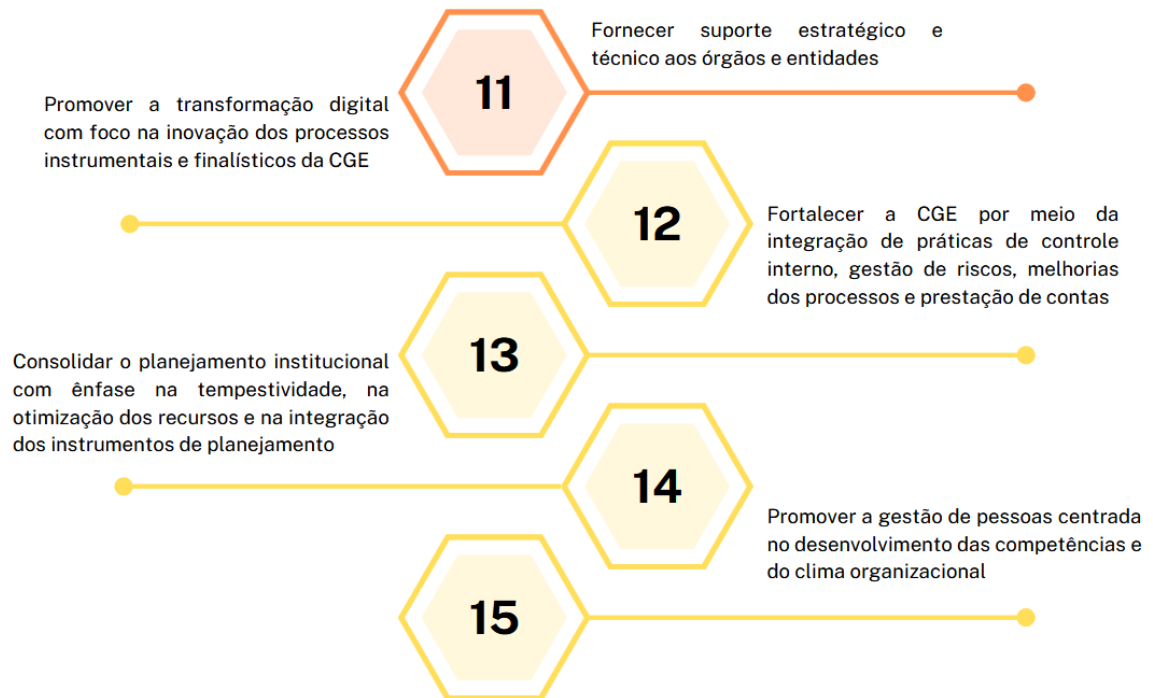 11
Fornecer suporte estratégico e
técnico aos órgãos e entidades
Promover a transformação digital
com foco na inovação dos processos
instrumentais e finalísticos da CGE
12
Fortalecer a CGE por meio da
integração de práticas de controle
interno, gestão de riscos, melhorias
dos processos e prestação de contas
13
Consolidar o planejamento institucional
com ênfase na tempestividade, na
otimização dos recursos e na integração
dos instrumentos de planejamento
14
Promover a gestão de pessoas centrada
no desenvolvimento das competências e
do clima organizacional
15